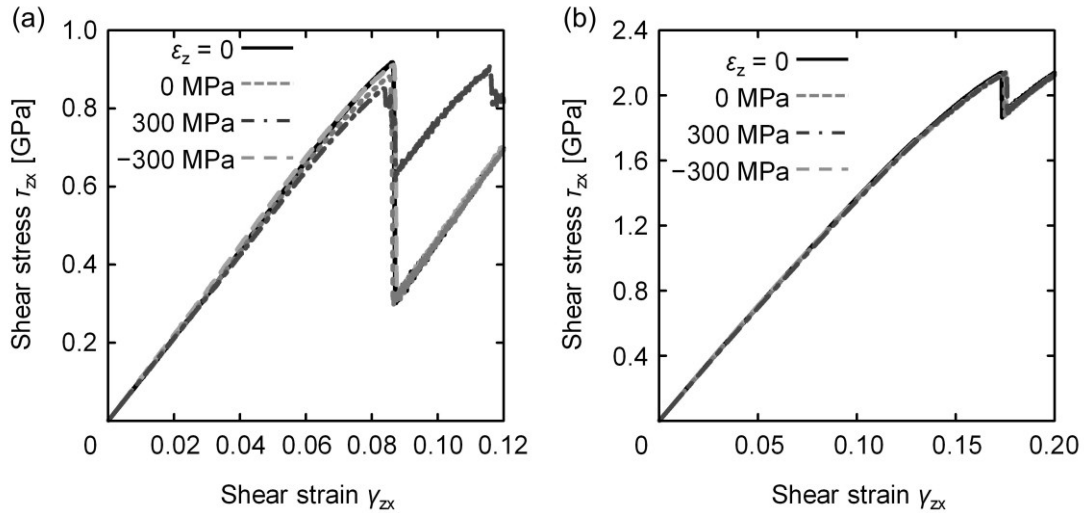 (a)
1.0
0.8
0.6
0.4
0.2
0
0.02
0.04
0.06
0.08
0.10
0.12
Shear stress τzx [GPa]
Shear strain γzx
εz = 0
0 MPa
300 MPa
−300 MPa
(b)
2.4
2.0
1.6
1.2
0.8
0.4
0
0.05
0.10
0.15
0.20
Shear stress τzx [GPa]
Shear strain γzx
εz = 0
0 MPa
300 MPa
−300 MPa